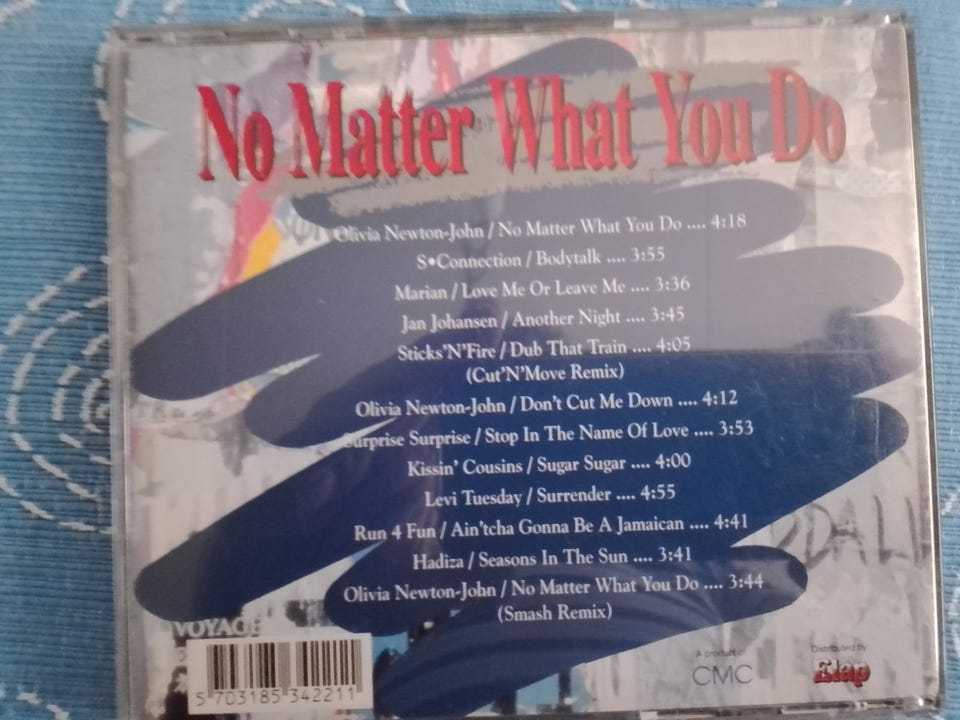 No Matter What You Do
Olivia Newton-John / No Matter What You Do .... 4:18
S•Connection / Bodytalk .... 3:55
Marian / Love Me Or Leave Me .... 3:36
Jan Johansen / Another Night .... 3:45
Sticks'N'Fire / Dub That Train .... 4:05
(Cut'N'Move Remix)
Olivia Newton-John / Don't Cut Me Down .... 4:12
Surprise Surprise / Stop In The Name Of Love .... 3:53
Kissin' Cousins / Sugar Sugar .... 4:00
Levi Tuesday / Surrender .... 4:55
Run 4 Fun / Ain'tcha Gonna Be A Jamaican .... 4:41
Hadiza / Seasons In The Sun .... 3:41
Olivia Newton-John / No Matter What You Do .... 3:44
(Smash Remix)
VOYAGE
5 703185 342211
A product of
CMC
Distributed by
Elap